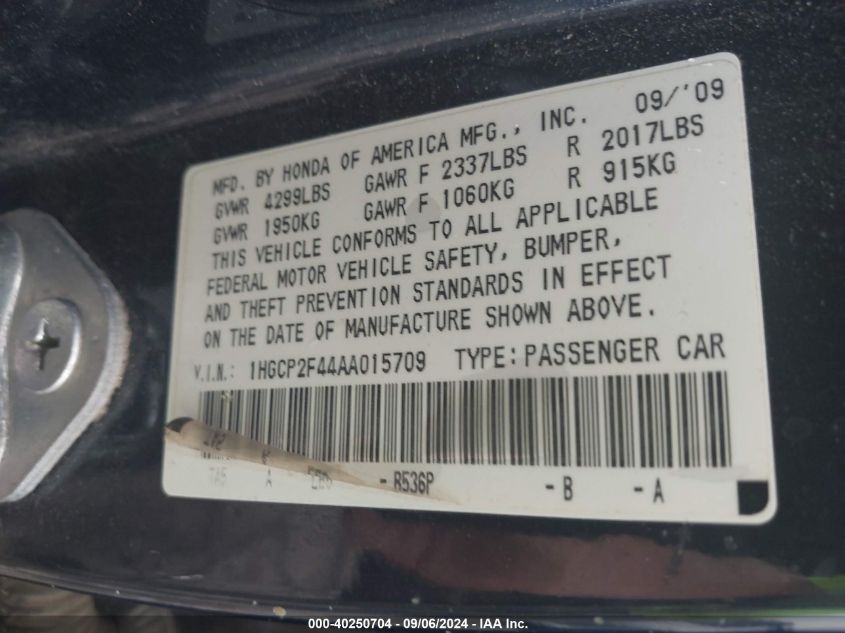 MFD. BY HONDA OF AMERICA MFG., INC. 09/'09
GVWR 4299LBS GAWR F 2337LBS R 2017LBS
GVWR 1950KG GAWR F 1060KG R 915KG
THIS VEHICLE CONFORMS TO ALL APPLICABLE
FEDERAL MOTOR VEHICLE SAFETY, BUMPER,
AND THEFT PREVENTION STANDARDS IN EFFECT
ON THE DATE OF MANUFACTURE SHOWN ABOVE.
V.I.N.: 1HGCP2F44AA015709 TYPE:PASSENGER CAR
TA5 A -B536P -B -A
000-40250704 - 09/06/2024 - IAA Inc.